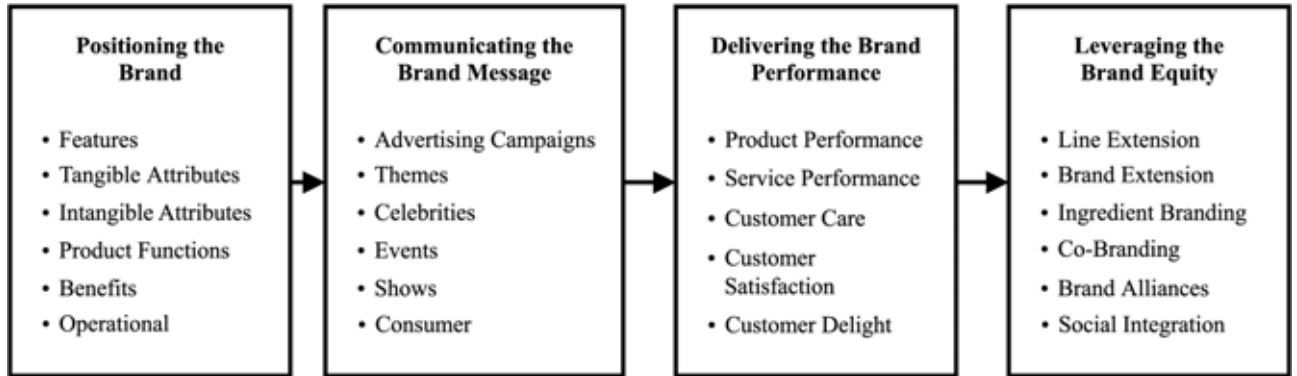 Positioning the
Brand
• Features
• Tangible Attributes
• Intangible Attributes
• Product Functions
• Benefits
• Operational
Communicating the
Brand Message
• Advertising Campaigns
• Themes
• Celebrities
• Events
• Shows
• Consumer
Delivering the Brand
Performance
• Product Performance
• Service Performance
• Customer Care
• Customer
Satisfaction
• Customer Delight
Leveraging the
Brand Equity
• Line Extension
• Brand Extension
• Ingredient Branding
• Co-Branding
• Brand Alliances
• Social Integration